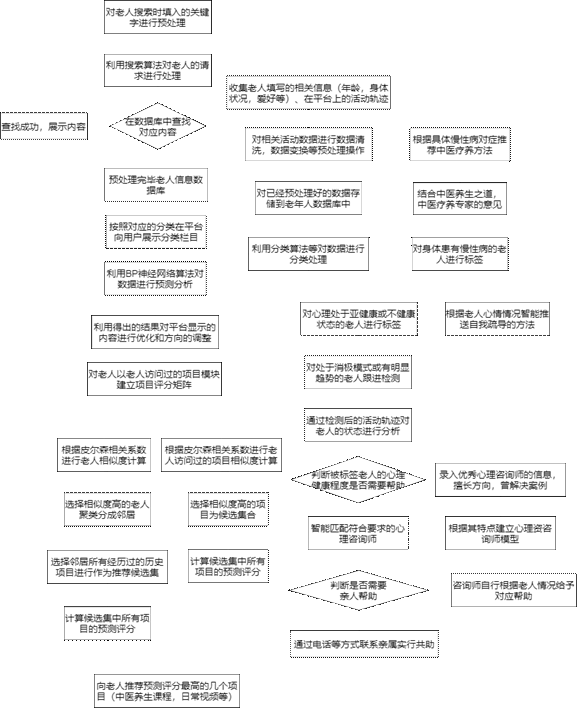 对老人搜索时填入的关键
字进行预处理
利用搜索算法对老人的请
求进行处理
收集老人填写的相关信息（年龄，身体
状况，爱好等）、在平台上的活动轨迹
查找成功，展示内容
在数据库中查找
对应内容
对相关活动数据进行数据清
洗，数据变换等预处理操作
根据具体慢性病对症推
荐中医疗养方法
预处理完毕老人信息数
据库
对已经预处理好的数据存
储到老年人数据库中
结合中医养生之道，
中医疗养专家的意见
按照对应的分类在平台
向用户展示分类栏目
利用分类算法等对数据进行
分类处理
对身体患有慢性病的老
人进行标签
利用BP神经网络算法对
数据进行预测分析
利用得出的结果对平台显示的
内容进行优化和方向的调整
对心理处于亚健康或不健康
状态的老人进行标签
根据老人心情情况智能推
送自我疏导的方法
对老人以老人访问过的项目模块
建立项目评分矩阵
对处于消极模式或有明显
趋势的老人跟进检测
通过检测后的活动轨迹对
老人的状态进行分析
根据皮尔森相关系数
进行老人相似度计算
根据皮尔森相关系数进行老
人访问过的项目相似度计算
判断被标签老人的心理
健康程度是否需要帮助
录入优秀心理咨询师的信息，
擅长方向，曾解决案例
选择相似度高的老人
聚类分成邻居
选择相似度高的项
目为候选集合
智能匹配符合要求的心
理咨询师
根据其特点建立心理资咨
询师模型
选择邻居所有经历过的历史
项目进行作为推荐候选集
计算候选集中所有
项目的预测评分
判断是否需要
亲人帮助
咨询师自行根据老人情况给予
对应帮助
计算候选集中所有项
目的预测评分
通过电话等方式联系亲属实行共助
向老人推荐预测评分最高的几个项
目（中医养生课程，日常视频等）